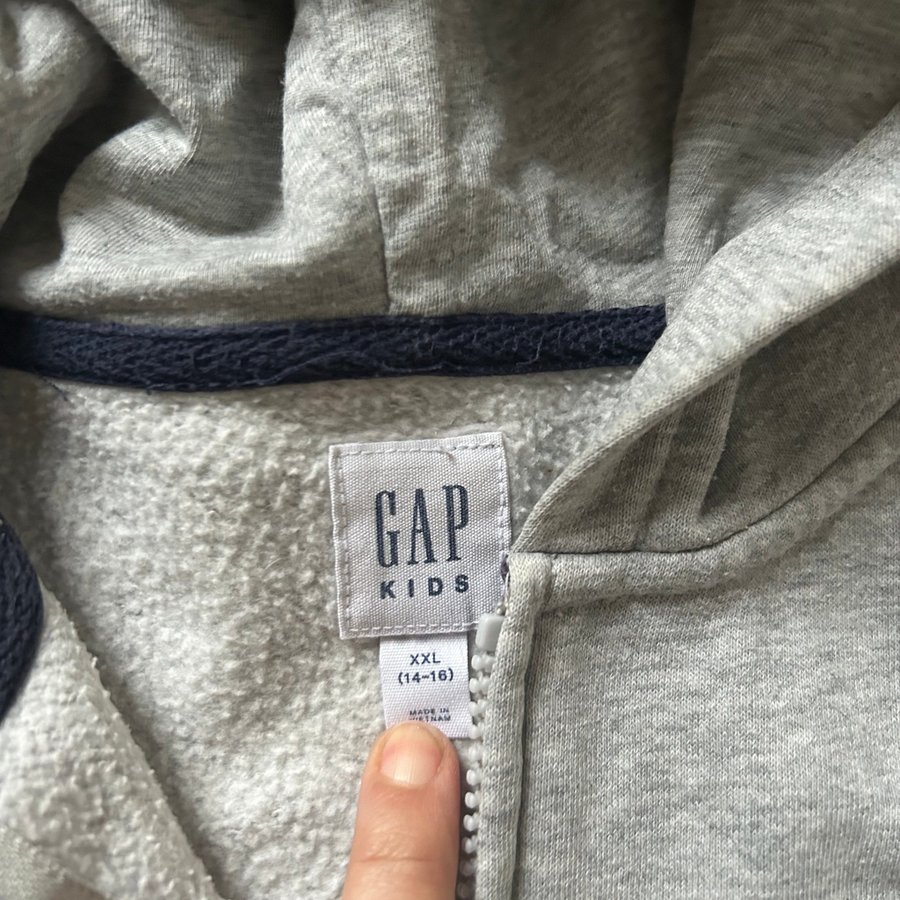 GAP
KIDS
XXL
(14-16)
MADE IN
VIETNAM